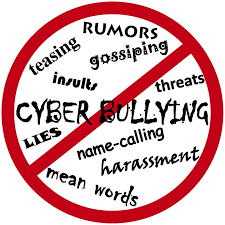 RUMORS
teasing
gossiping
insults
threats
CYBER BULLYING
LIES
name-calling
harassment
mean words